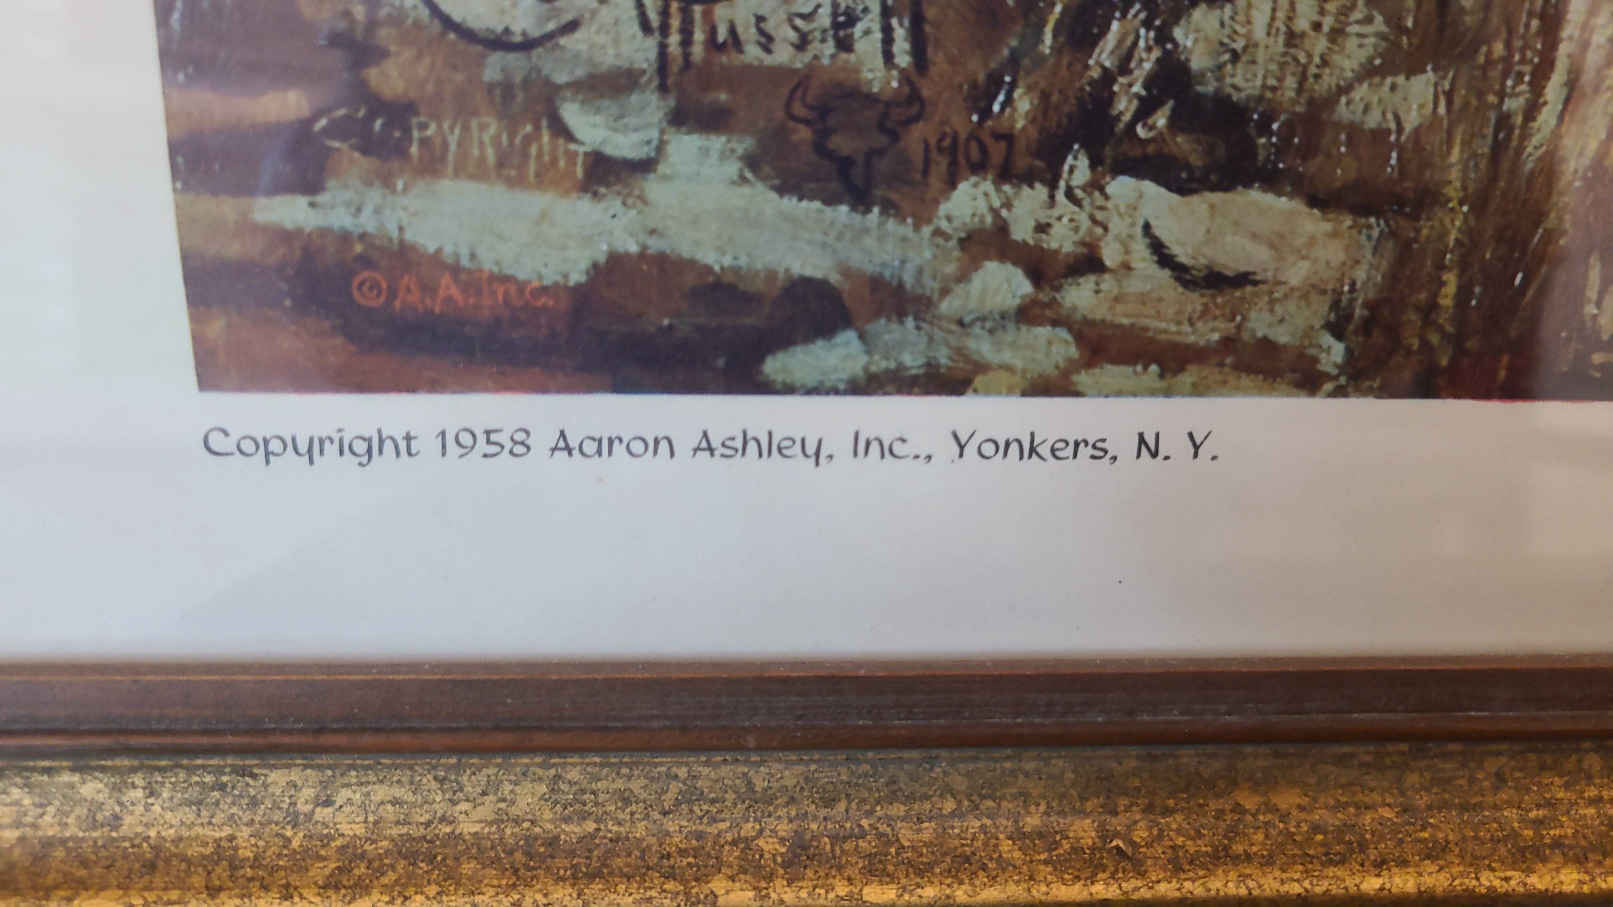 Russell
COPYRighT
1907
© A.A.Inc.
Copyright 1958 Aaron Ashley, Inc., Yonkers, N. Y.